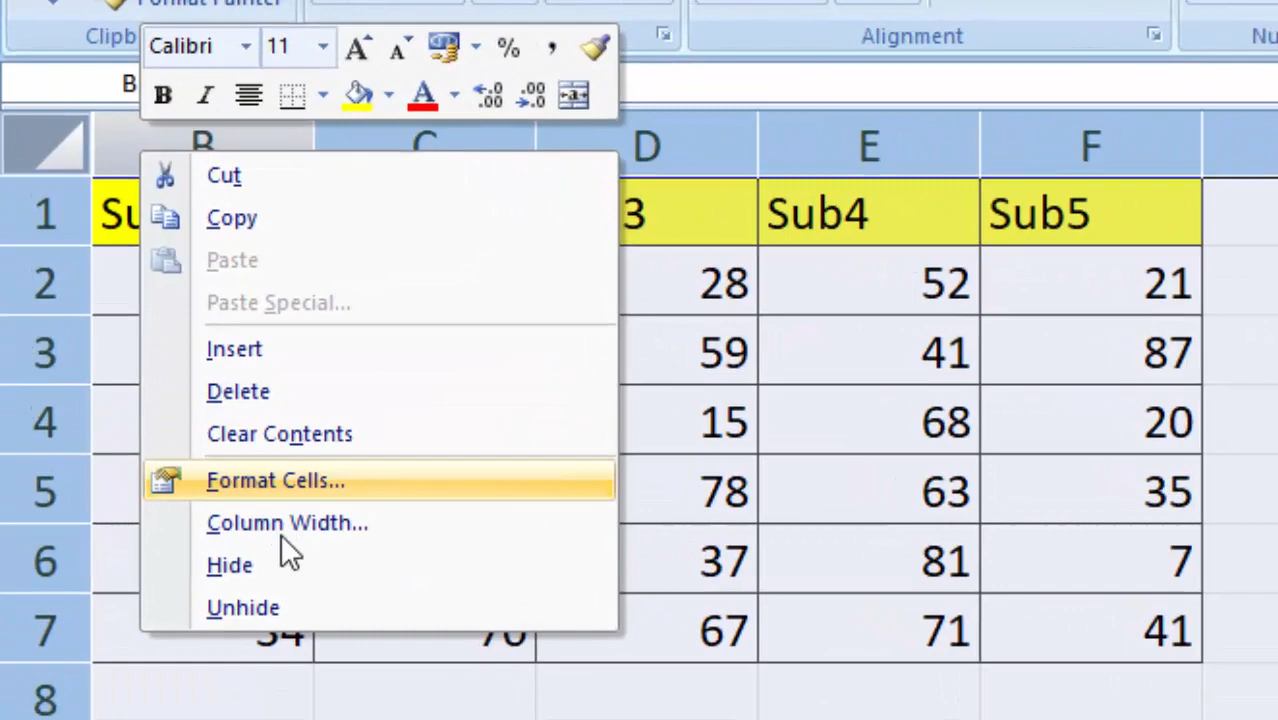 Format Painter
Clipb
Alignment
Nu
Calibri 11 A A % ,
B I A .00 .00 a
B
B C D E F
1 Su 3 Sub4 Sub5
2 28 52 21
3 59 41 87
4 15 68 20
5 78 63 35
6 37 81 7
7 34 70 67 71 41
8
Cut
Copy
Paste
Paste Special...
Insert
Delete
Clear Contents
Format Cells...
Column Width...
Hide
Unhide